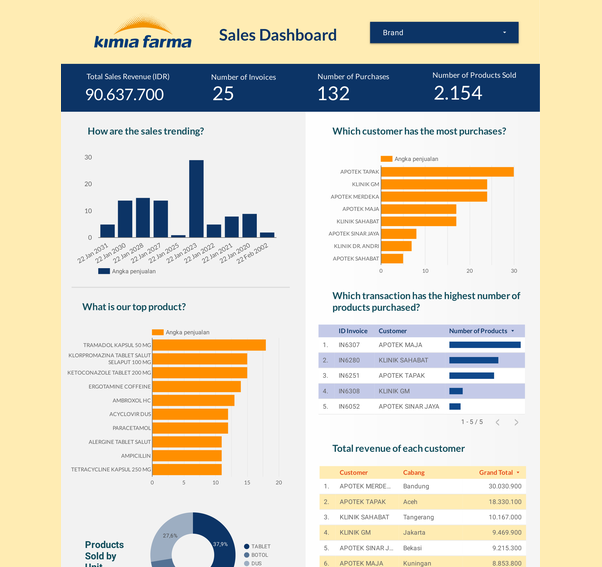 kimia farma
Sales Dashboard
Brand
Total Sales Revenue (IDR)
90.637.700
Number of Invoices
25
Number of Purchases
132
Number of Products Sold
2.154
How are the sales trending?
30
20
10
0
22 Jan 2031
22 Jan 2030
22 Jan 2028
22 Jan 2027
22 Jan 2025
22 Jan 2023
22 Jan 2022
22 Jan 2021
22 Jan 2020
22 Feb 2002
Angka penjualan
What is our top product?
Angka penjualan
TRAMADOL KAPSUL 50 MG
KLORPROMAZINA TABLET SALUT
SELAPUT 100 MG
KETOCONAZOLE TABLET 200 MG
ERGOTAMINE COFFEINE
AMBROXOL HC
ACYCLOVIR DUS
PARACETAMOL
ALERGINE TABLET SALUT
AMPICILLIN
TETRACYCLINE KAPSUL 250 MG
0 5 10 15 20
Products
Sold by
Unit
27,6%
37,9%
TABLET
BOTOL
DUS
Which customer has the most purchases?
Angka penjualan
APOTEK TAPAK
KLINIK GM
APOTEK MERDEKA
APOTEK MAJA
KLINIK SAHABAT
APOTEK SINAR JAYA
KLINIK DR. ANDRI
APOTEK SAHABAT
0 10 20 30
Which transaction has the highest number of
products purchased?
ID Invoice Customer Number of Products
1. IN6307 APOTEK MAJA
2. IN6280 KLINIK SAHABAT
3. IN6251 APOTEK TAPAK
4. IN6308 KLINIK GM
5. IN6052 APOTEK SINAR JAYA
1 - 5 / 5
Total revenue of each customer
Customer Cabang Grand Total
1. APOTEK MERDE... Bandung 30.030.900
2. APOTEK TAPAK Aceh 18.330.100
3. KLINIK SAHABAT Tangerang 10.167.000
4. KLINIK GM Jakarta 9.469.900
5. APOTEK SINAR J... Bekasi 9.215.300
6. APOTEK MAJA Kuningan 8.853.800